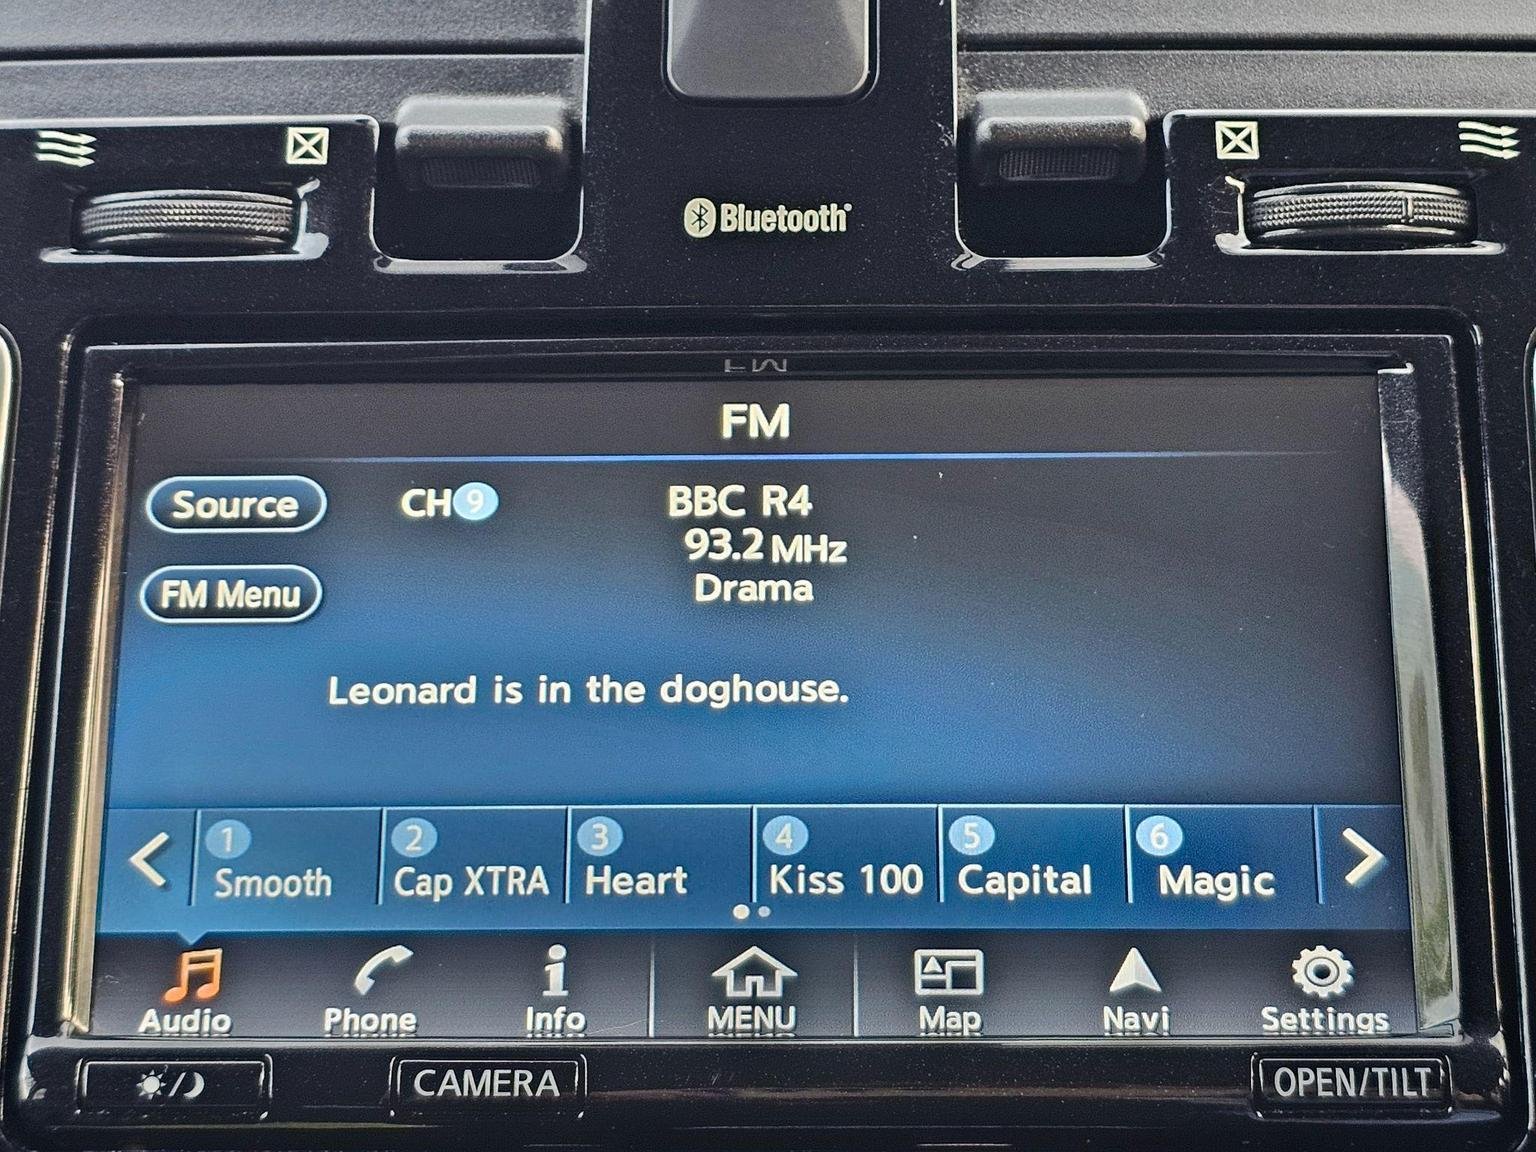 Bluetooth
FM
Source
CH 9
BBC R4
93.2 MHz
Drama
FM Menu
Leonard is in the doghouse.
1 Smooth
2 Cap XTRA
3 Heart
4 Kiss 100
5 Capital
6 Magic
Audio
Phone
Info
MENU
Map
Navi
Settings
CAMERA
OPEN/TILT